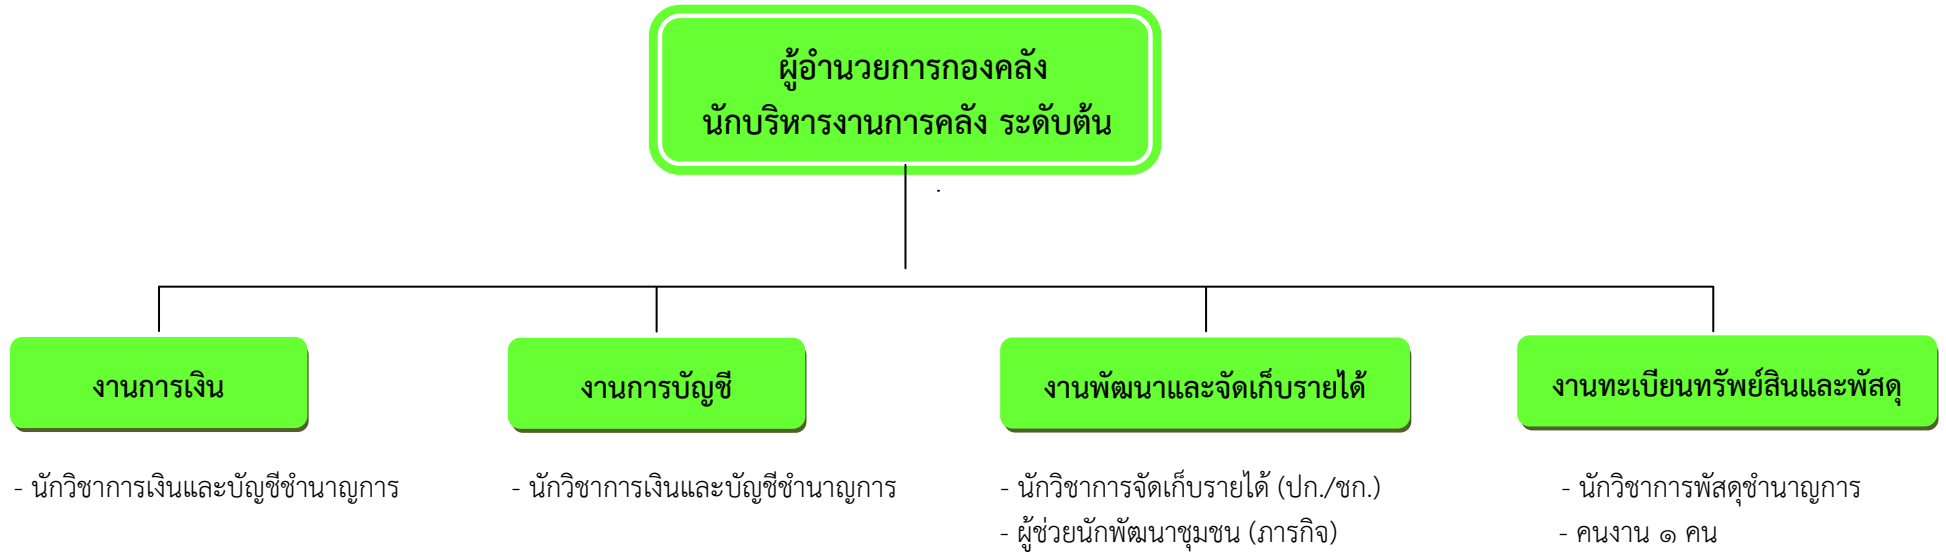 ผู้อำนวยการกองคลัง
นักบริหารงานการคลัง ระดับต้น
งานการเงิน
- นักวิชาการเงินและบัญชีชำนาญการ
งานการบัญชี
- นักวิชาการเงินและบัญชีชำนาญการ
งานพัฒนาและจัดเก็บรายได้
- นักวิชาการจัดเก็บรายได้ (ปก./ชก.)
- ผู้ช่วยนักพัฒนาชุมชน (ภารกิจ)
งานทะเบียนทรัพย์สินและพัสดุ
- นักวิชาการพัสดุชำนาญการ
- คนงาน ๑ คน